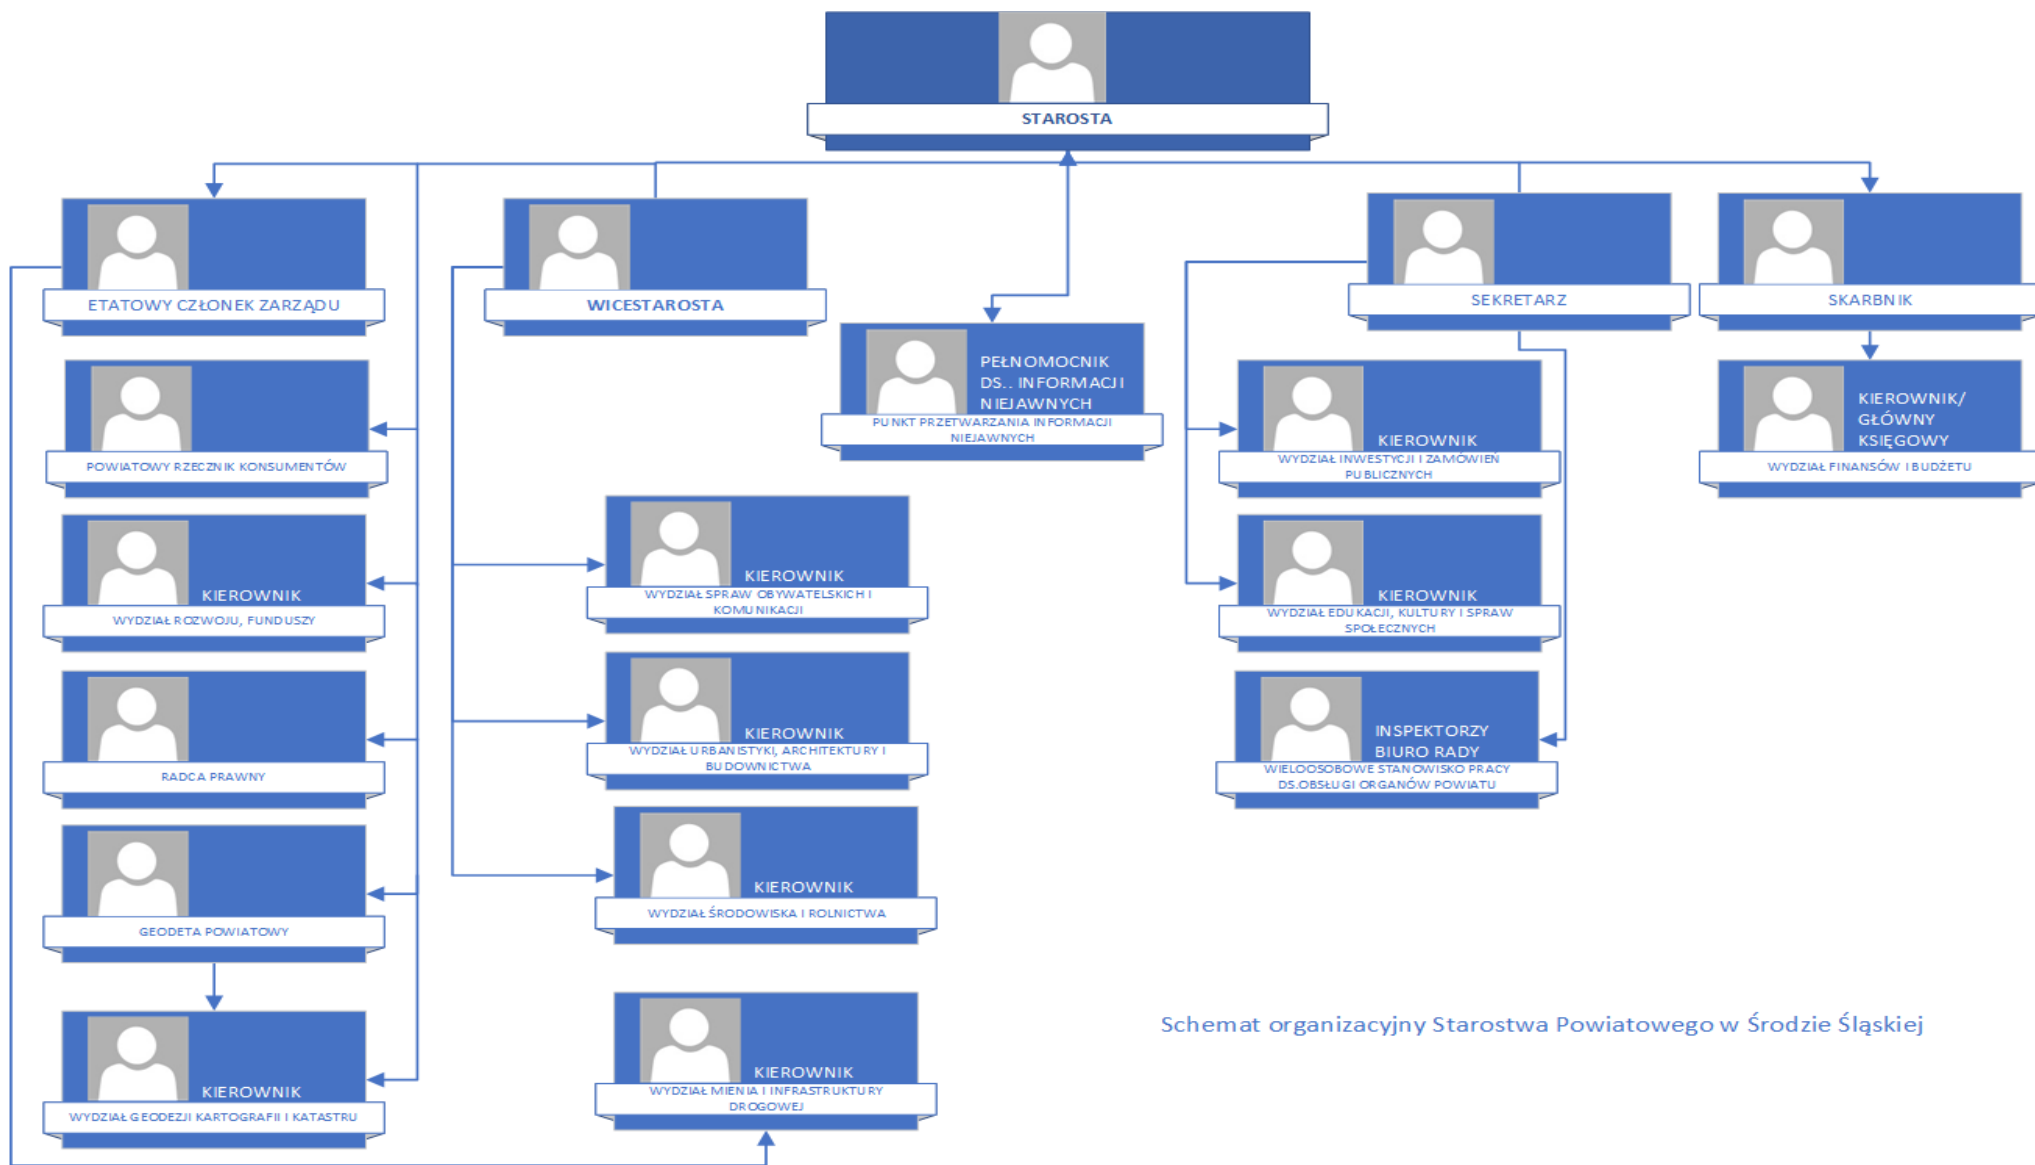 STAROSTA
ETATOWY CZŁONEK ZARZĄDU
WICESTAROSTA
SEKRETARZ
SKARBNIK
PEŁNOMOCNIK
DS.. INFORMACJI
NIEJAWNYCH
PUNKT PRZETWARZANIA INFORMACJI
NIEJAWNYCH
POWIATOWY RZECZNIK KONSUMENTÓW
KIEROWNIK
WYDZIAŁ INWESTYCJI I ZAMÓWIEŃ
PUBLICZNYCH
KIEROWNIK/
GŁÓWNY
KSIĘGOWY
WYDZIAŁ FINANSÓW I BUDŻETU
KIEROWNIK
WYDZIAŁ ROZWOJU, FUNDUSZY
KIEROWNIK
WYDZIAŁ SPRAW OBYWATELSKICH I
KOMUNIKACJI
KIEROWNIK
WYDZIAŁ EDUKACJI, KULTURY I SPRAW
SPOŁECZNYCH
RADCA PRAWNY
KIEROWNIK
WYDZIAŁ URBANISTYKI, ARCHITEKTURY I
BUDOWNICTWA
INSPEKTORZY
BIURO RADY
WIELOOSOBOWE STANOWISKO PRACY
DS.OBSŁUGI ORGANÓW POWIATU
GEODETA POWIATOWY
KIEROWNIK
WYDZIAŁ ŚRODOWISKA I ROLNICTWA
KIEROWNIK
WYDZIAŁ GEODEZJI KARTOGRAFII I KATASTRU
KIEROWNIK
WYDZIAŁ MIENIA I INFRASTRUKTURY
DROGOWEJ
Schemat organizacyjny Starostwa Powiatowego w Środzie Śląskiej